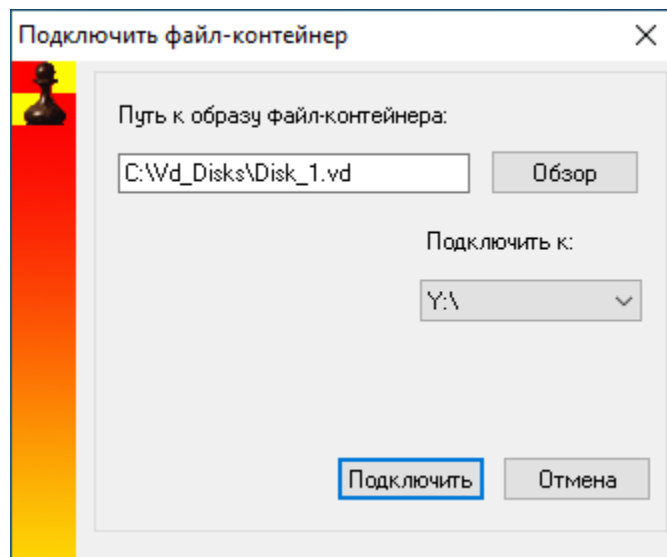 Подключить файл-контейнер
Путь к образу файл-контейнера:
C:\Vd_Disks\Disk_1.vd
Обзор
Подключить к:
Y:\
Подключить
Отмена